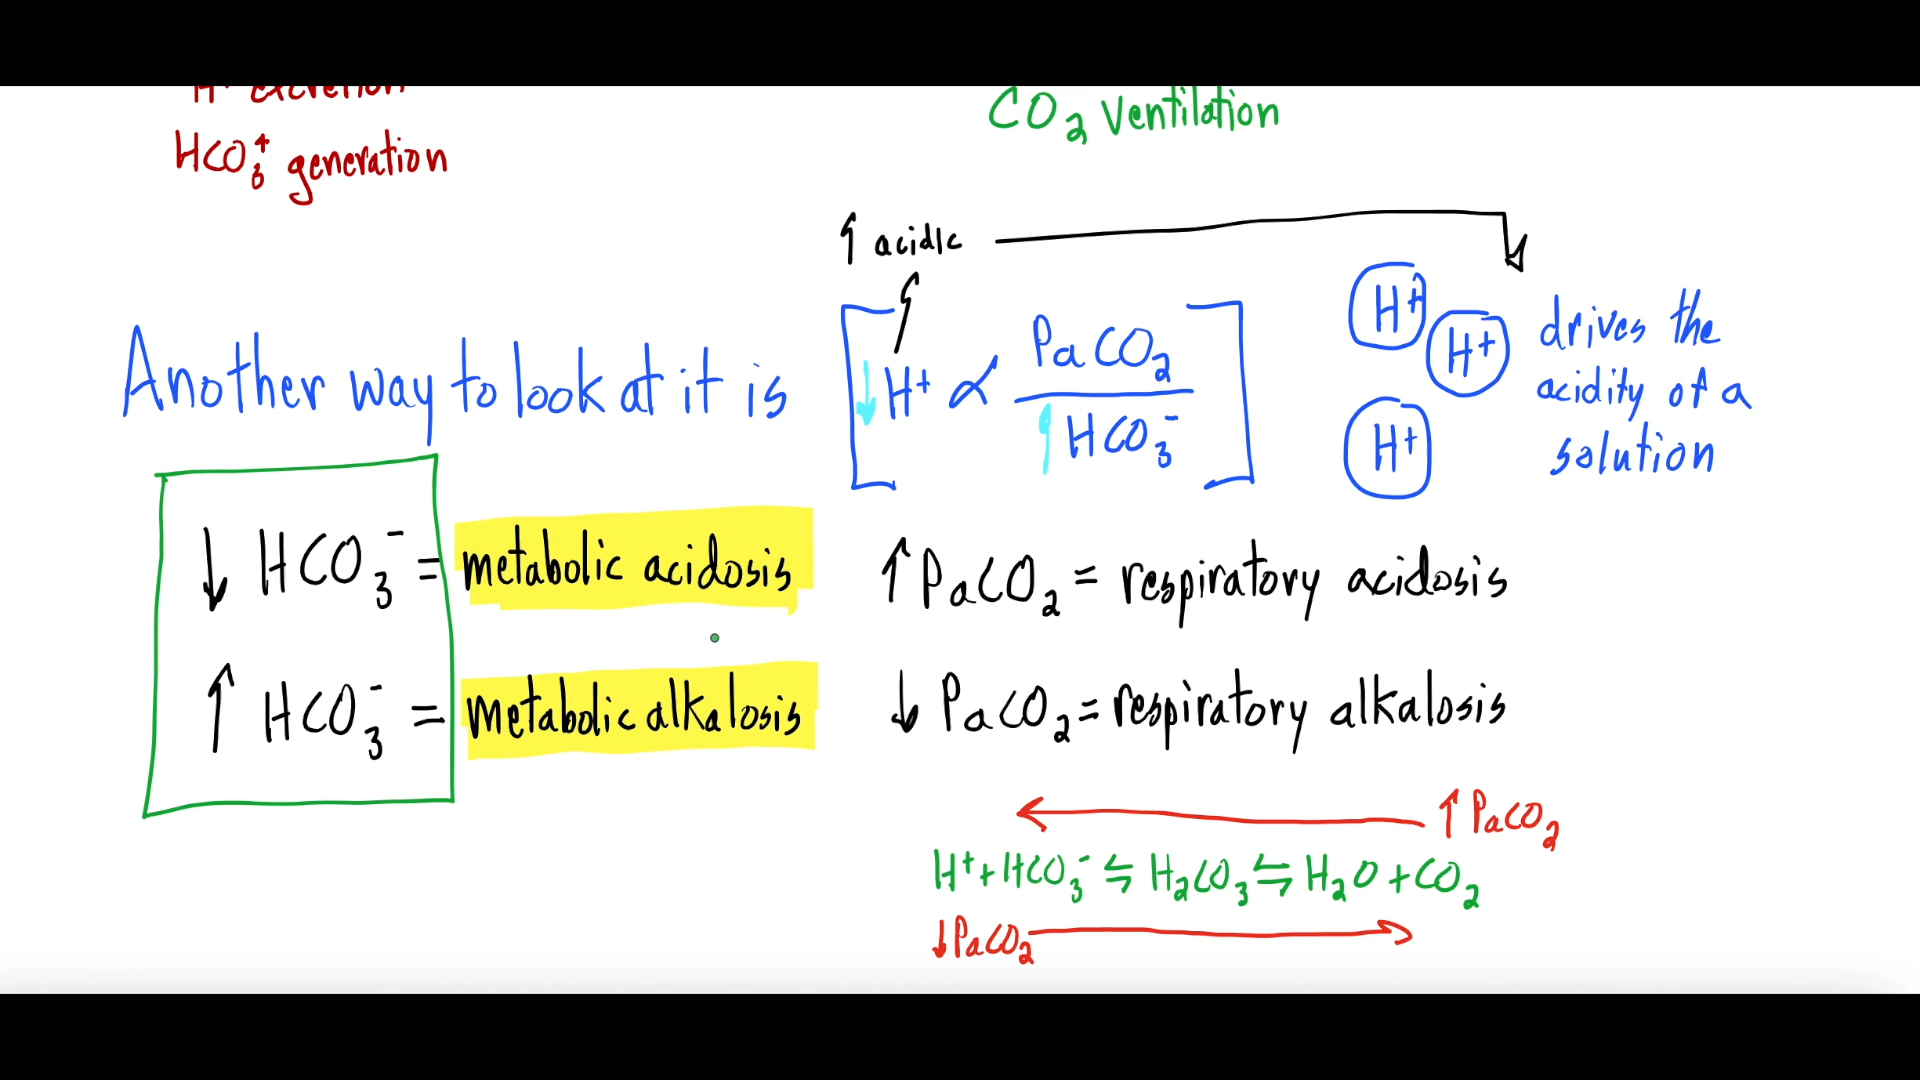 H+ excretion
HCO3+ generation
CO2 Ventilation
↑ acidic
Another way to look at it is
[↓ H+ ∝ PaCO2 / ↑ HCO3-]
H+
H+
H+
drives the
acidity of a
solution
↓ HCO3- = metabolic acidosis
↑ PaCO2 = respiratory acidosis
↑ HCO3- = metabolic alkalosis
↓ PaCO2 = respiratory alkalosis
↑ PaCO2
H+ + HCO3- ⇋ H2CO3 ⇋ H2O + CO2
↓ PaCO2